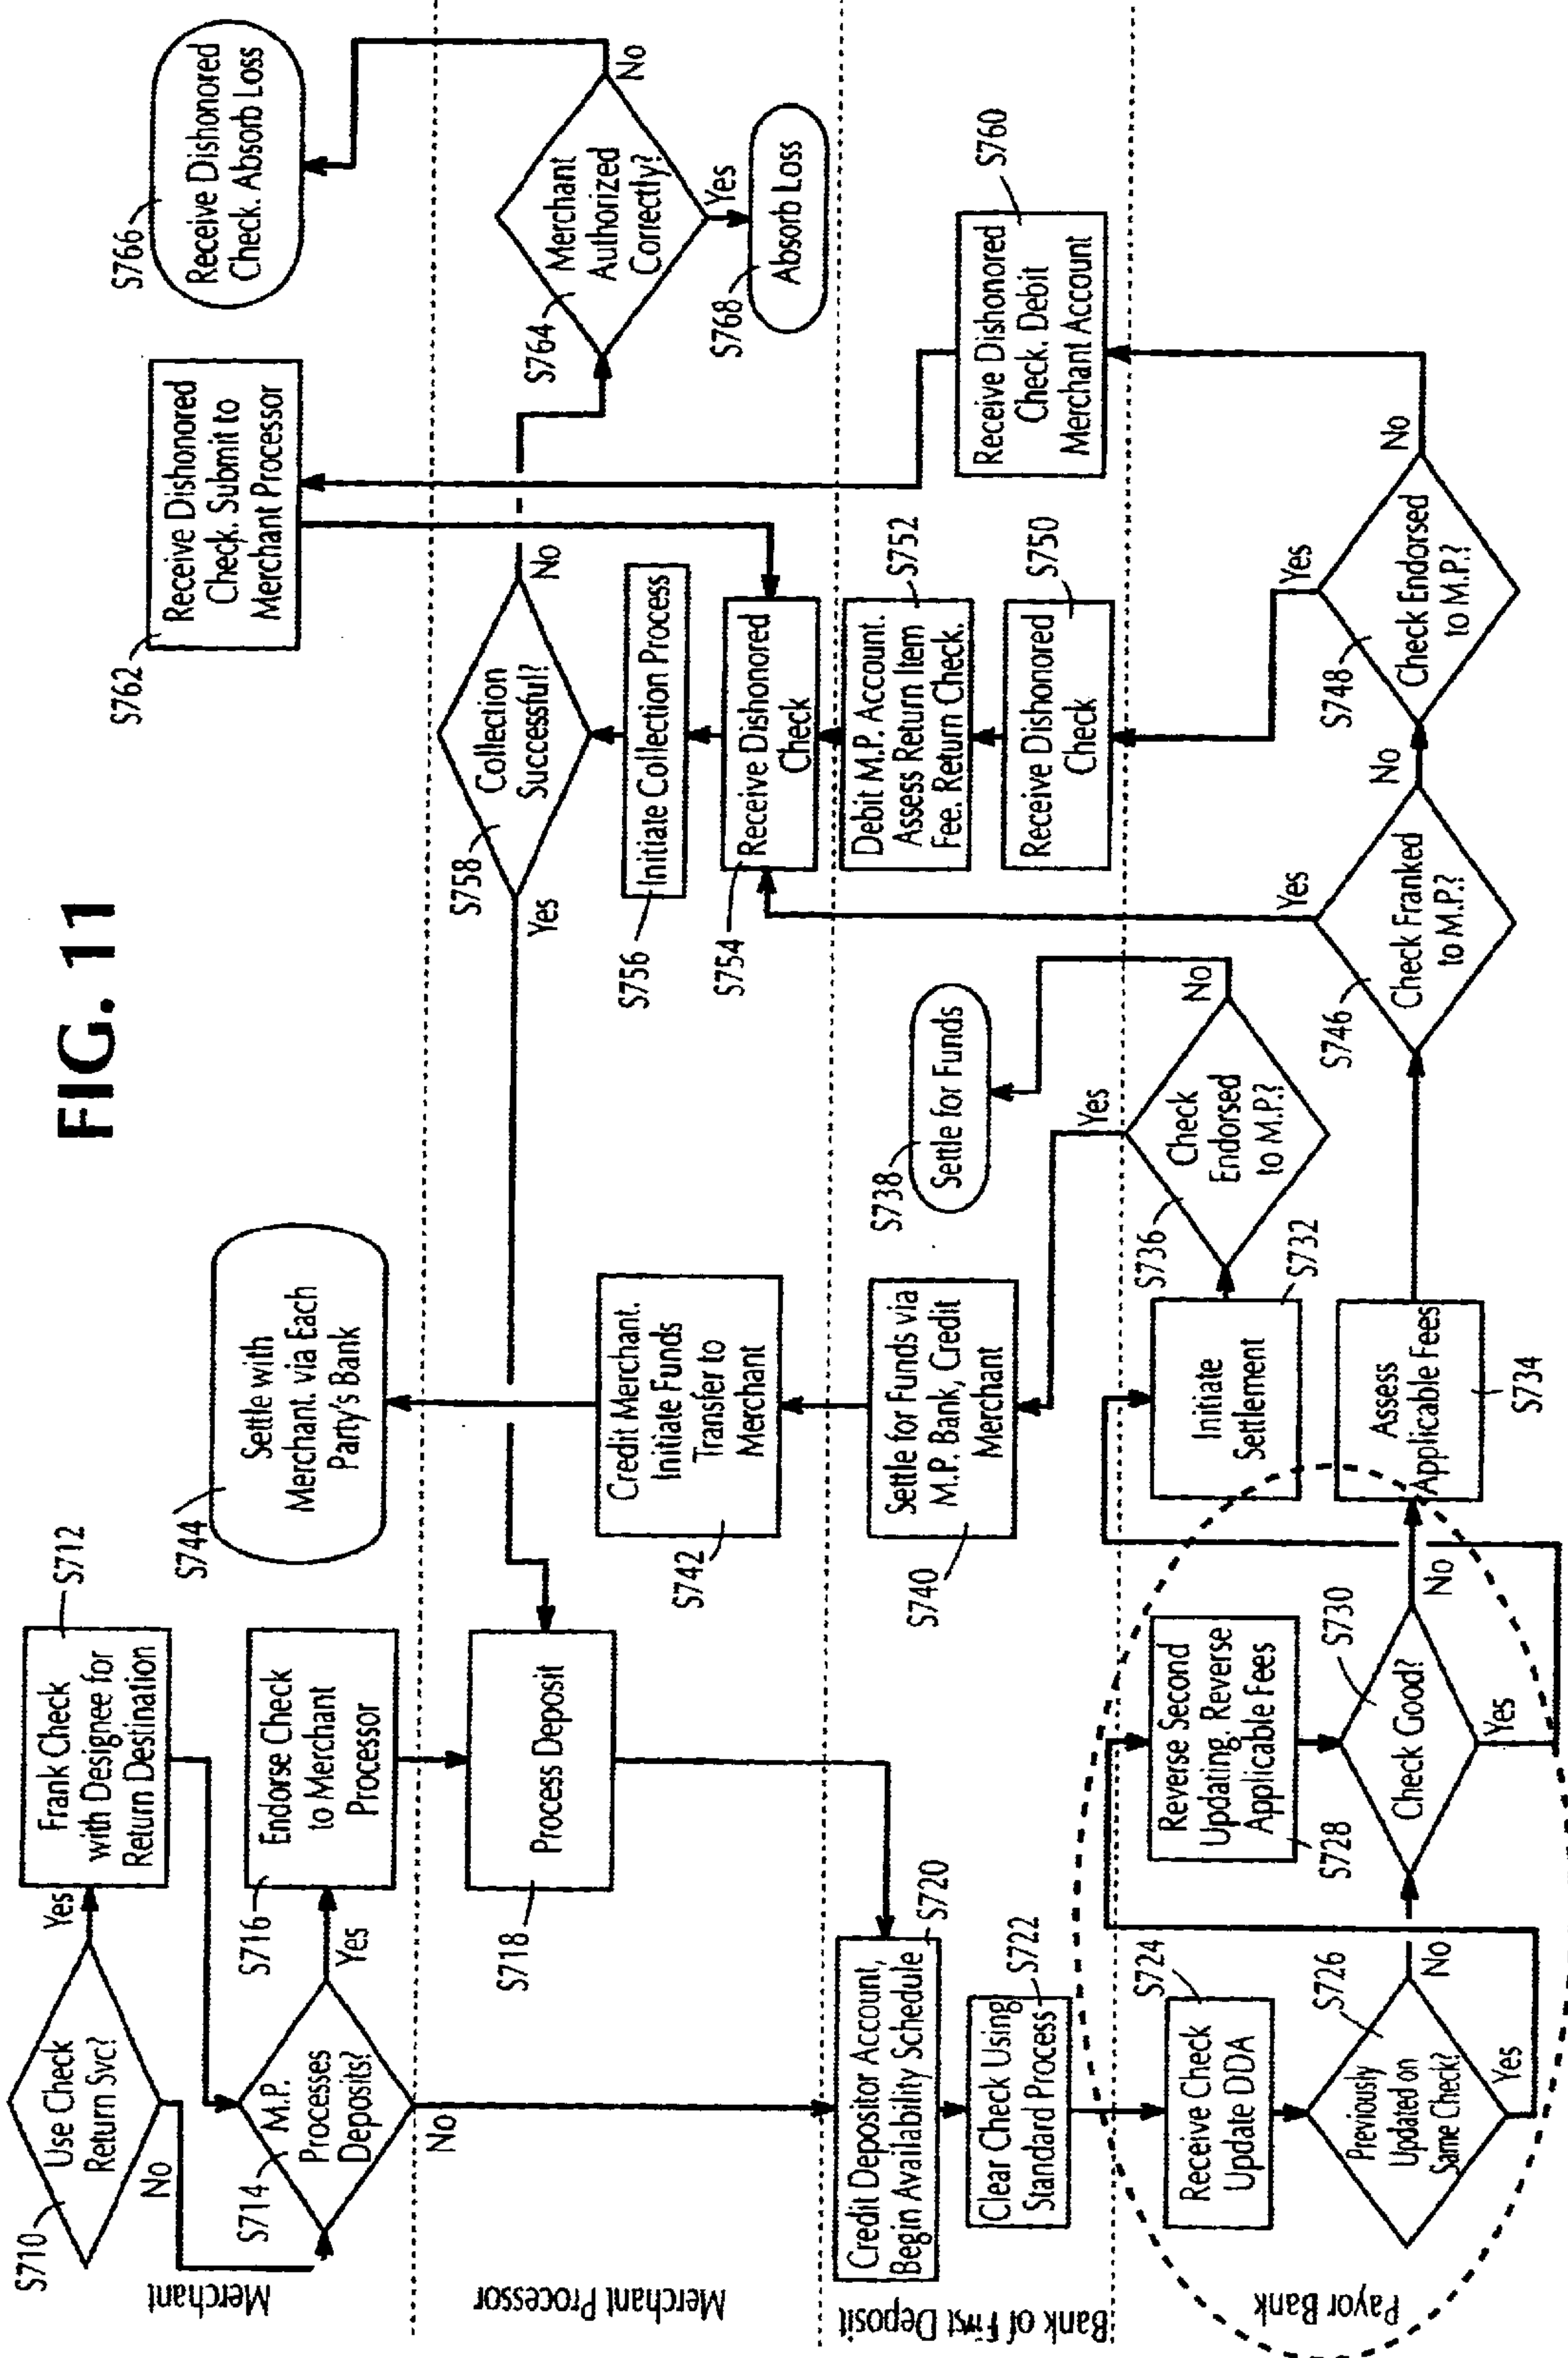 FIG. 11
Merchant
S710
Use Check
Return Svc?
Yes
No
S712
Frank Check
with Designee for
Return Destination
S714
M.P.
Processes
Deposits?
Yes
No
S716
Endorse Check
to Merchant
Processor
S744
Settle with
Merchant. via Each
Party's Bank
S762
Receive Dishonored
Check. Submit to
Merchant Processor
S766
Receive Dishonored
Check. Absorb Loss
Merchant Processor
S718
Process Deposit
S742
Credit Merchant.
Initiate Funds
Transfer to
Merchant
S758
Collection
Successful?
Yes
No
S756
Initiate Collection Process
S754
Receive Dishonored
Check
S764
Merchant
Authorized
Correctly?
No
Yes
S768
Absorb Loss
Bank of First Deposit
S720
Credit Depositor Account,
Begin Availability Schedule
S722
Clear Check Using
Standard Process
S740
Settle for Funds via
M.P. Bank, Credit
Merchant
S738
Settle for Funds
S752
Debit M.P. Account.
Assess Return Item
Fee. Return Check.
S750
Receive Dishonored
Check
S760
Receive Dishonored
Check. Debit
Merchant Account
Payor Bank
S724
Receive Check
Update DDA
S726
Previously
Updated on
Same Check?
No
Yes
S728
Reverse Second
Updating. Reverse
Applicable Fees
S730
Check Good?
No
Yes
S732
Initiate
Settlement
S734
Assess
Applicable Fees
S736
Check
Endorsed
to M.P.?
Yes
No
S746
Check Franked
to M.P.?
Yes
No
S748
Check Endorsed
to M.P.?
Yes
No